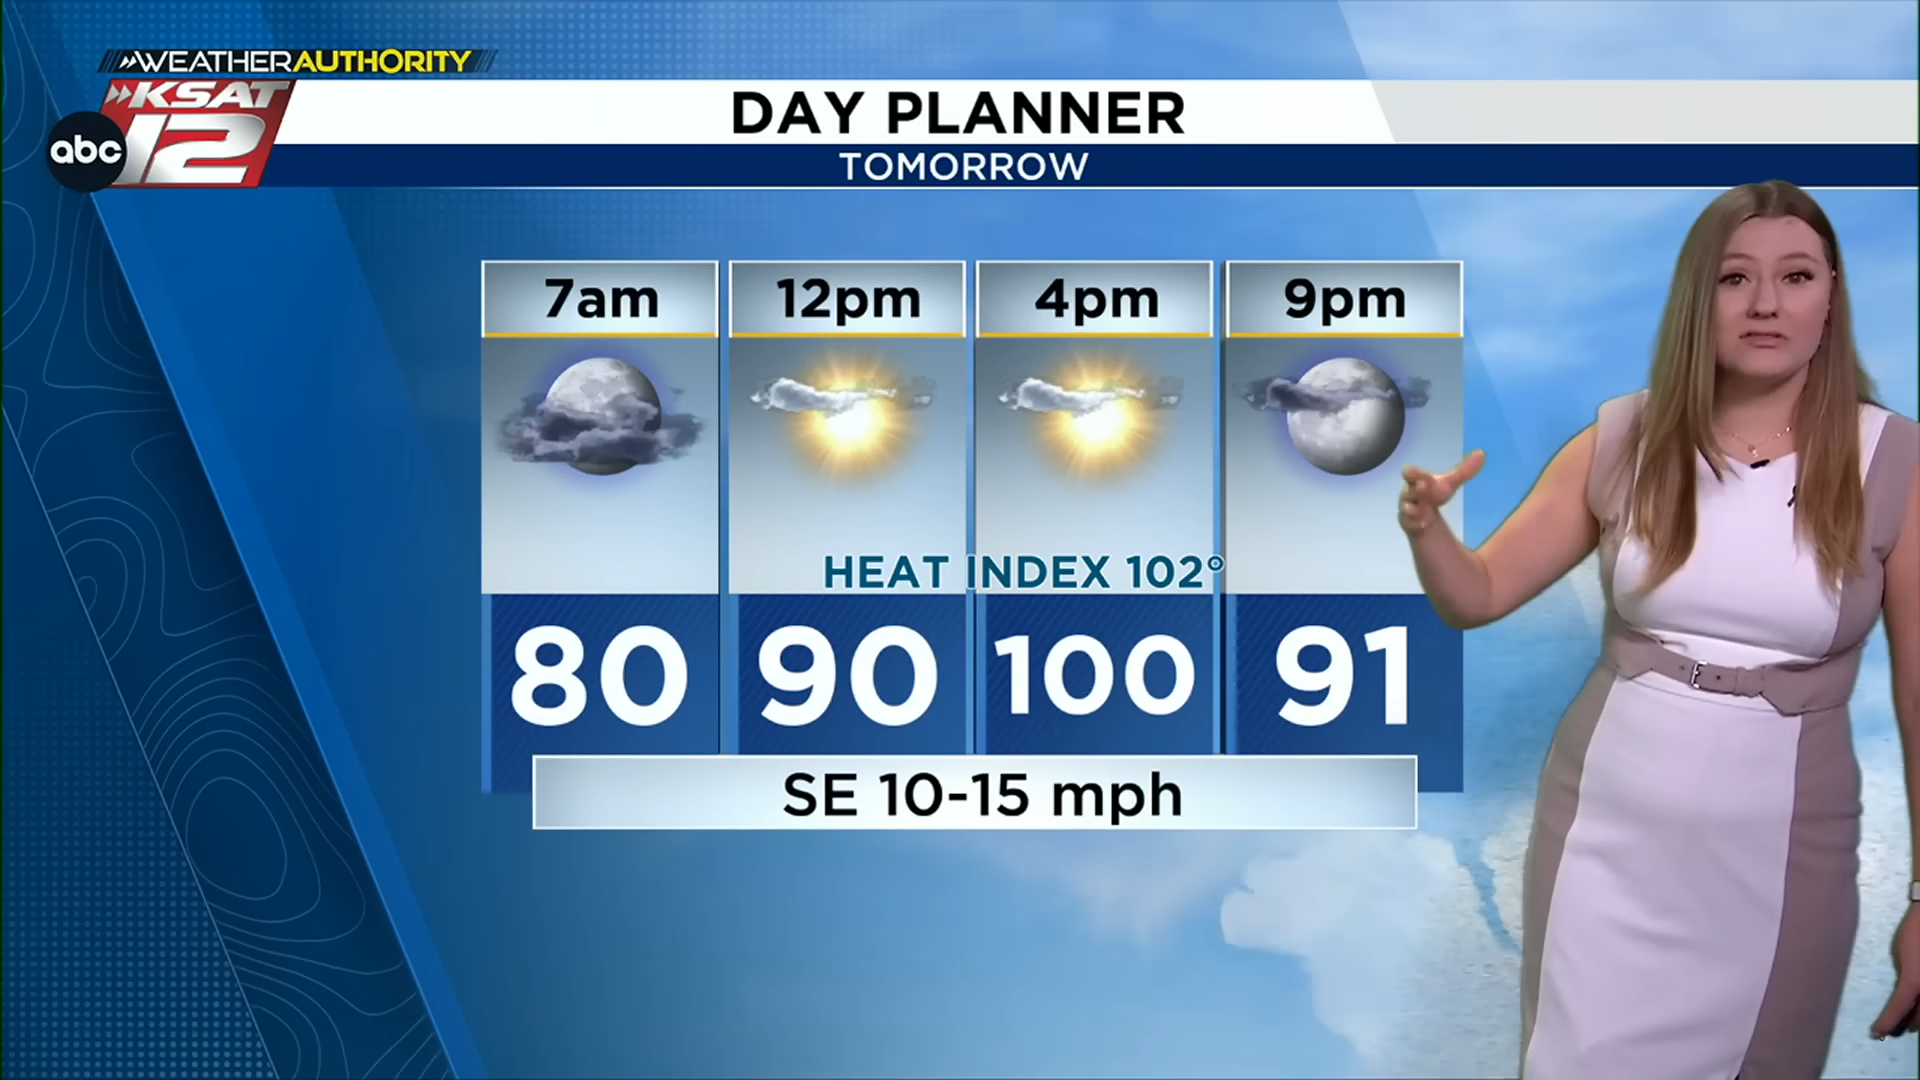 WEATHERAUTHORITY
KSAT
abc 12
DAY PLANNER
TOMORROW
7am 12pm 4pm 9pm
HEAT INDEX 102°
80 90 100 91
SE 10-15 mph